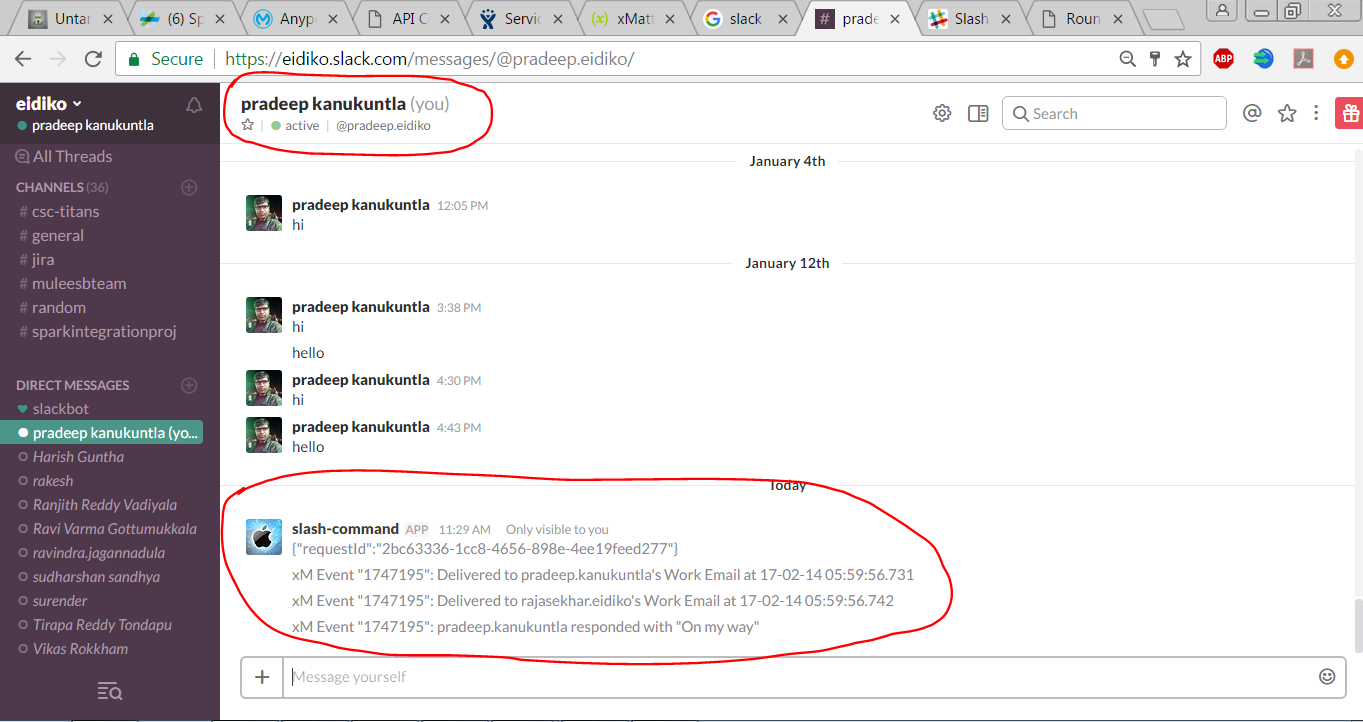 Untar
(6) Sp
Anypo
API C
Servic
xMatt
slack
prade
Slash
Roun
Secure
https://eidiko.slack.com/messages/@pradeep.eidiko/
ABP
eidiko
pradeep kanukuntla
All Threads
CHANNELS (36)
# csc-titans
# general
# jira
# muleesbteam
# random
# sparkintegrationproj
DIRECT MESSAGES
slackbot
pradeep kanukuntla (yo...
Harish Guntha
rakesh
Ranjith Reddy Vadiyala
Ravi Varma Gottumukkala
ravindra.jagannadula
sudharshan sandhya
surender
Tirapa Reddy Tondapu
Vikas Rokkham
pradeep kanukuntla (you)
active | @pradeep.eidiko
Search
January 4th
pradeep kanukuntla 12:05 PM
hi
January 12th
pradeep kanukuntla 3:38 PM
hi
hello
pradeep kanukuntla 4:30 PM
hi
pradeep kanukuntla 4:43 PM
hello
Today
slash-command APP 11:29 AM Only visible to you
{"requestId":"2bc63336-1cc8-4656-898e-4ee19feed277"}
xM Event "1747195": Delivered to pradeep.kanukuntla's Work Email at 17-02-14 05:59:56.731
xM Event "1747195": Delivered to rajasekhar.eidiko's Work Email at 17-02-14 05:59:56.742
xM Event "1747195": pradeep.kanukuntla responded with "On my way"
Message yourself